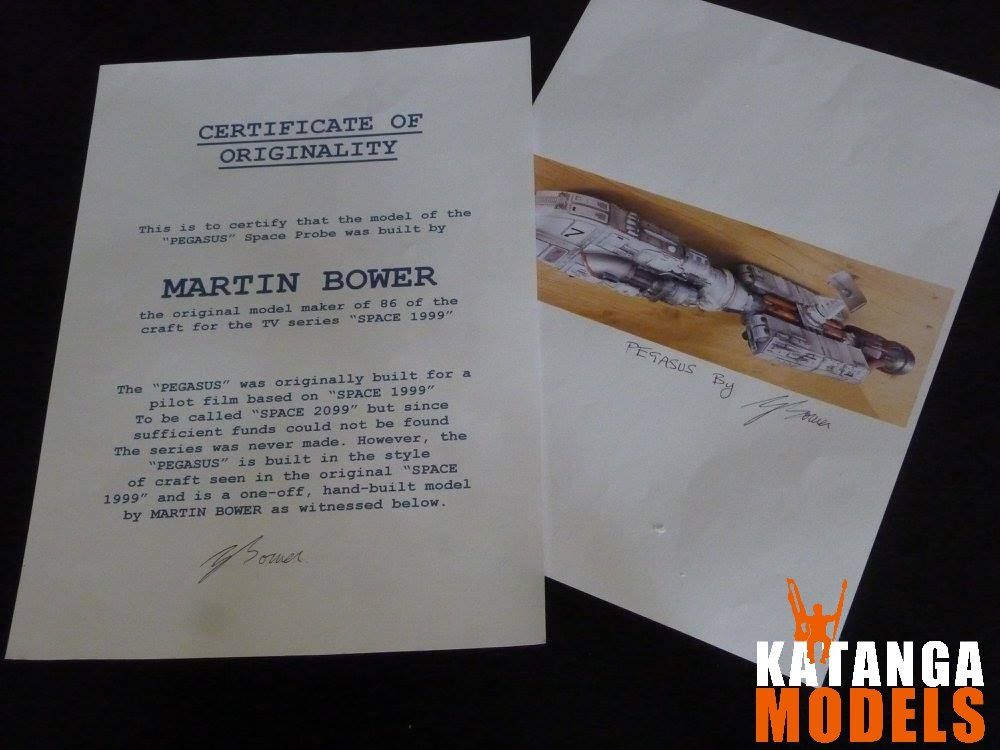 CERTIFICATE OF
ORIGINALITY
This is to certify that the model of the
"PEGASUS" Space Probe was built by
MARTIN BOWER
the original model maker of 86 of the
craft for the TV series "SPACE 1999"
The "PEGASUS" was originally built for a
pilot film based on "SPACE 1999"
To be called "SPACE 2099" but since
sufficient funds could not be found
The series was never made. However, the
"PEGASUS" is built in the style
of craft seen in the original "SPACE
1999" and is a one-off, hand-built model
by MARTIN BOWER as witnessed below.
MBower
7
PEGASUS By MBower
KATANGA
MODELS